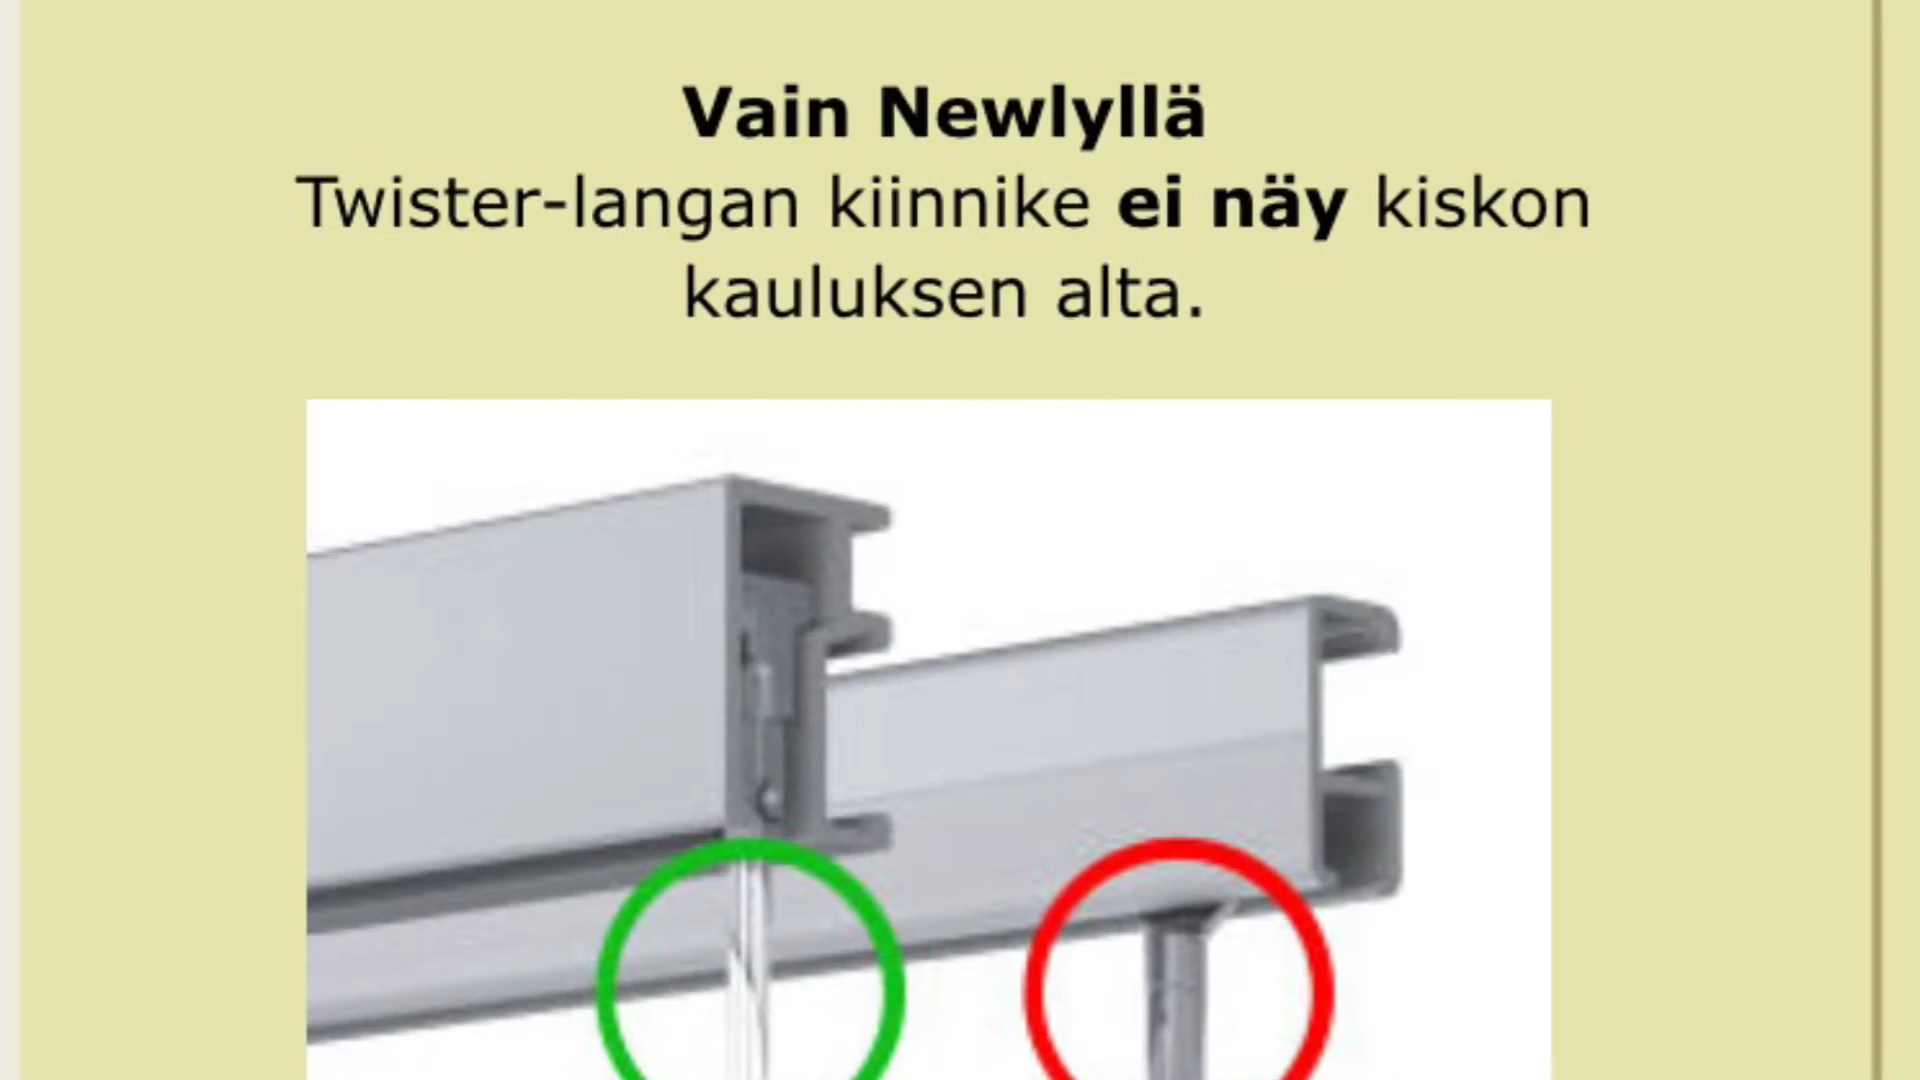 Vain Newlyllä
Twister-langan kiinnike ei näy kiskon
kauluksen alta.